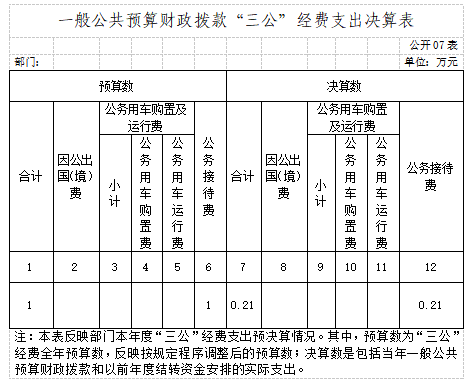 一般公共预算财政拨款“三公”经费支出决算表
公开07表
部门： 单位：万元
预算数 决算数
合计 因公出国(境)费 公务用车购置及运行费 公务接待费 合计 因公出国(境)费 公务用车购置及运行费 公务接待费
小计 公务用车购置费 公务用车运行费 小计 公务用车购置费 公务用车运行费
1 2 3 4 5 6 7 8 9 10 11 12
1 1 0.21 0.21
注：本表反映部门本年度“三公”经费支出预决算情况。其中，预算数为“三公”
经费全年预算数，反映按规定程序调整后的预算数；决算数是包括当年一般公共
预算财政拨款和以前年度结转资金安排的实际支出。